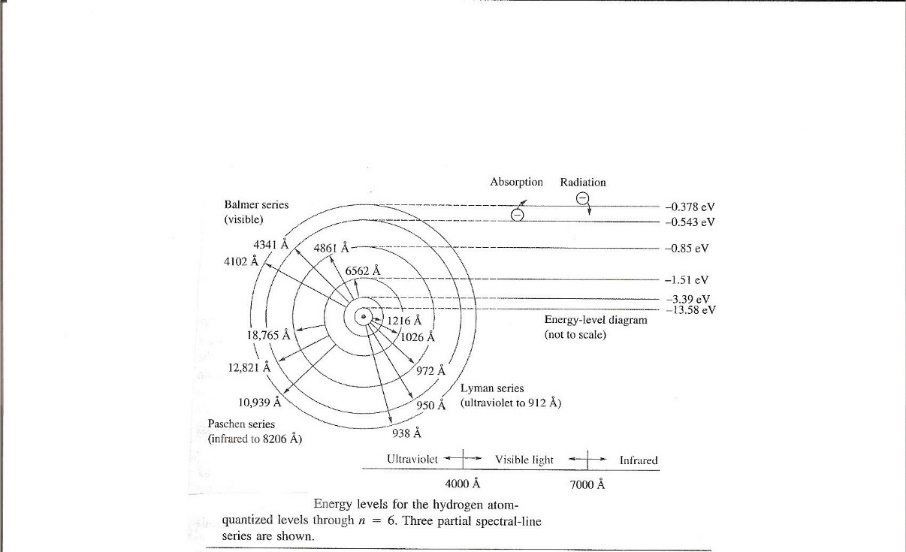 Absorption Radiation
Balmer series
(visible)
−0.378 eV
−0.543 eV
4341 Å
4861 Å
−0.85 eV
4102 Å
6562 Å
−1.51 eV
−3.39 eV
−13.58 eV
1216 Å
Energy-level diagram
(not to scale)
18,765 Å
1026 Å
12,821 Å
972 Å
Lyman series
(ultraviolet to 912 Å)
10,939 Å
950 Å
Paschen series
(infrared to 8206 Å)
938 Å
Ultraviolet Visible light Infrared
4000 Å 7000 Å
Energy levels for the hydrogen atom-
quantized levels through n = 6. Three partial spectral-line
series are shown.